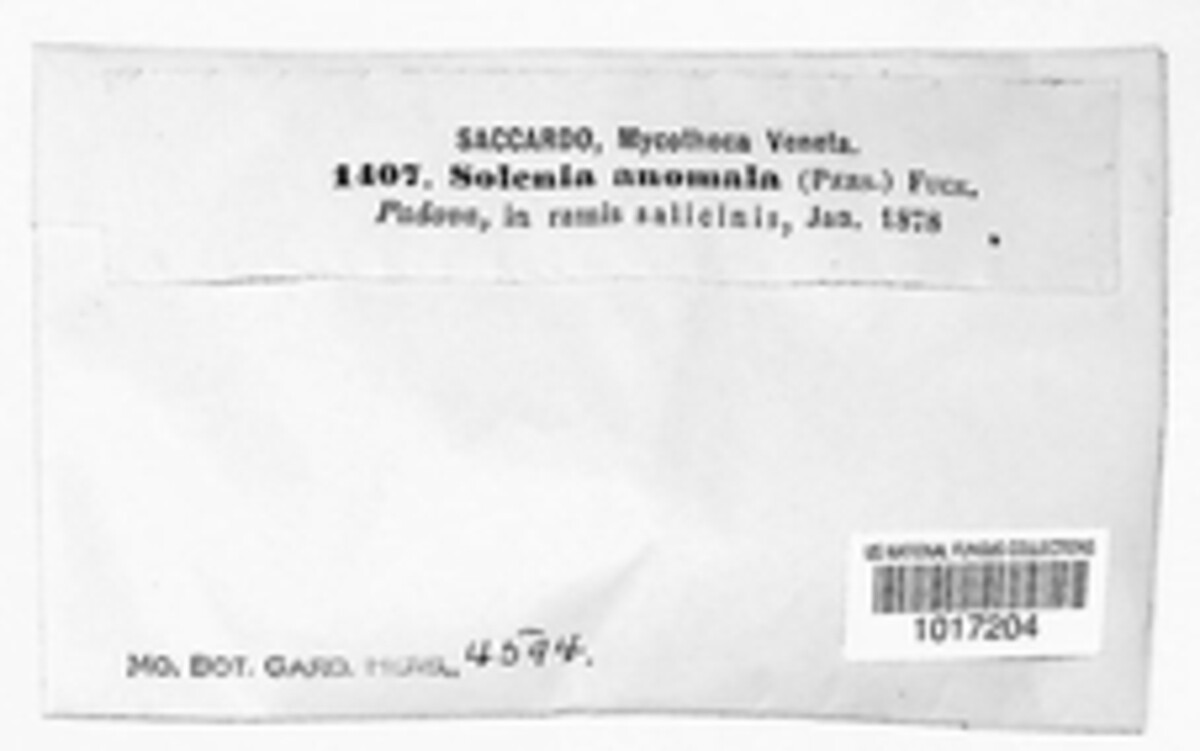 SACCARDO, Mycotheca Veneta.
1407. Solenia anomala (PERS.) FUCK.
Padova, in ramis salicinis, Jan. 1878
US NATIONAL FUNGUS COLLECTIONS
1017204
MO. BOT. GARD. HERB. 4594.